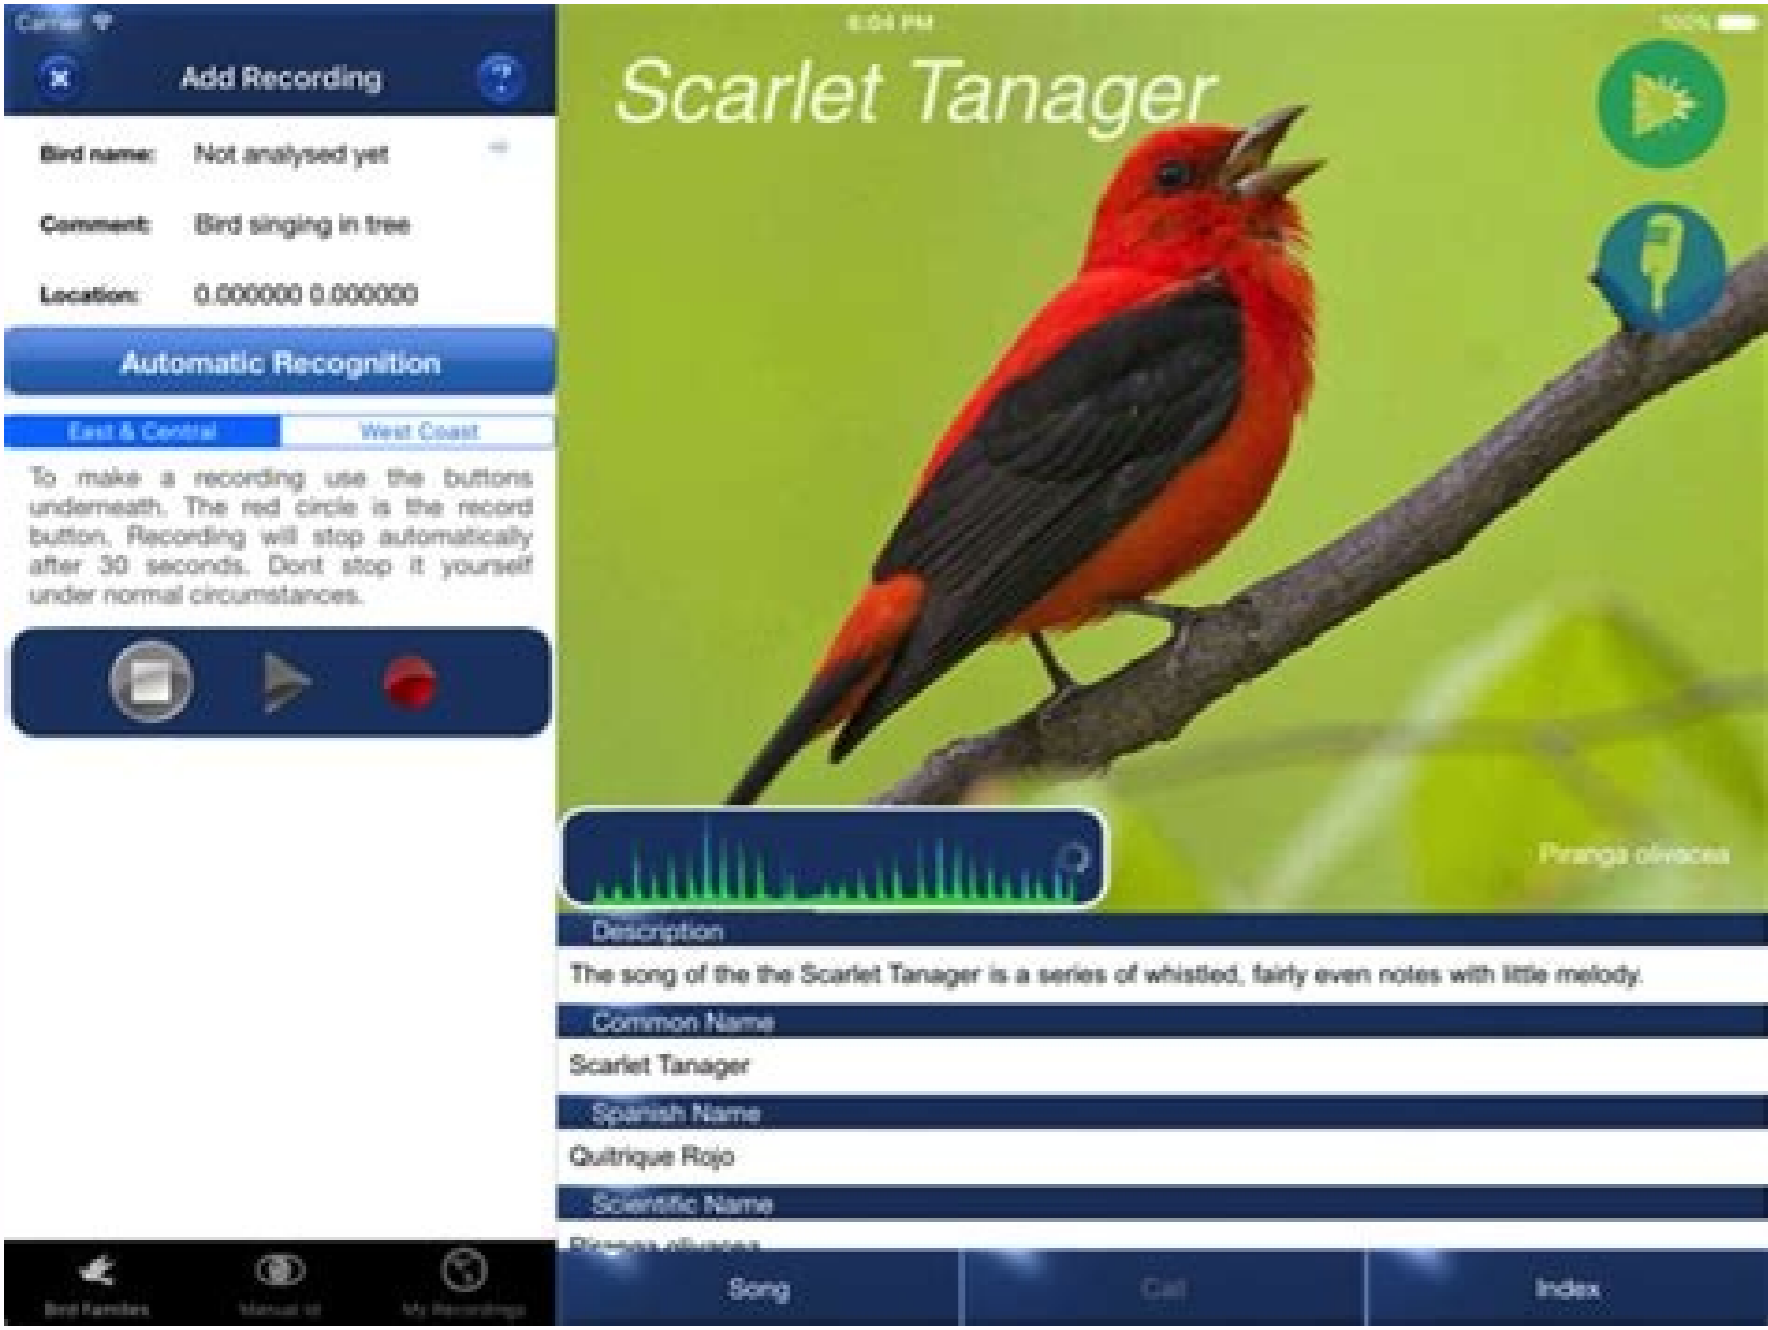 Carrier
6:04 PM
100%
Add Recording
?
Bird name: Not analysed yet
Comment: Bird singing in tree
Location: 0.000000 0.000000
Automatic Recognition
East & Central
West Coast
To make a recording use the buttons
underneath. The red circle is the record
button. Recording will stop automatically
after 30 seconds. Dont stop it yourself
under normal circumstances.
Bird Families
Manual Id
My Recordings
Scarlet Tanager
Piranga olivacea
Description
The song of the the Scarlet Tanager is a series of whistled, fairly even notes with little melody.
Common Name
Scarlet Tanager
Spanish Name
Quitrique Rojo
Scientific Name
Piranga olivacea
Song
Call
Index